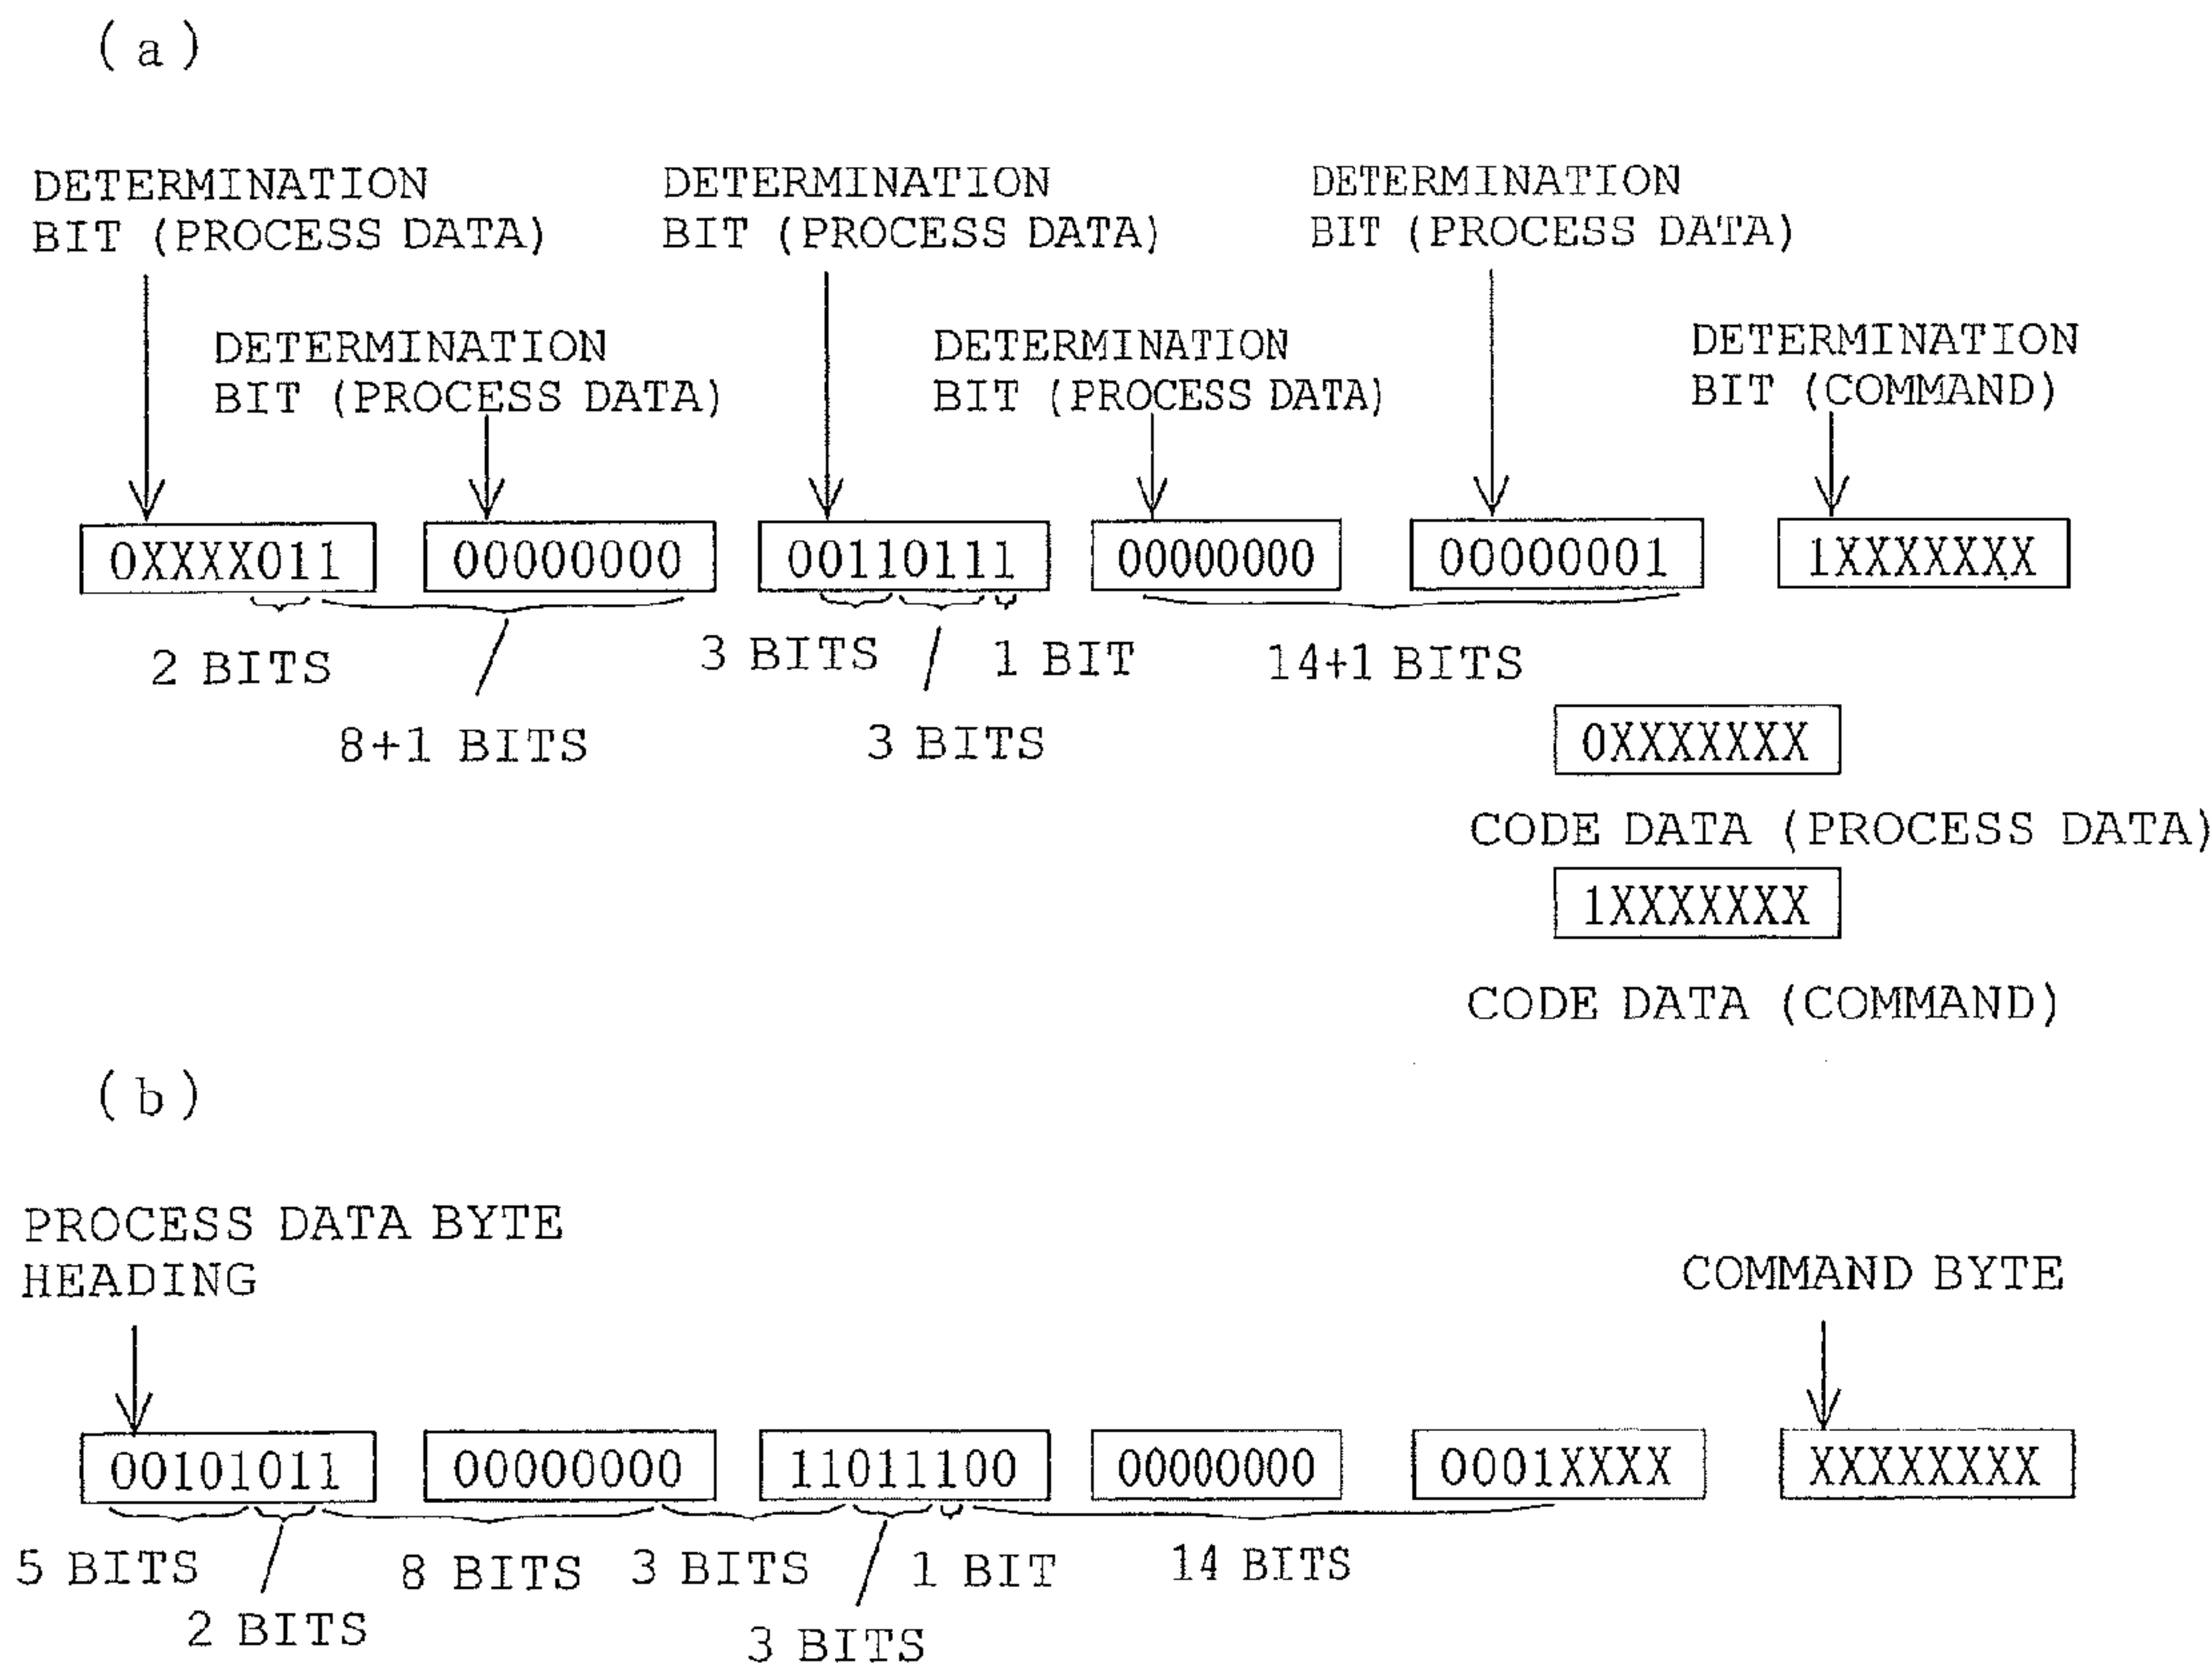 (a)
DETERMINATION
BIT (PROCESS DATA)
DETERMINATION
BIT (PROCESS DATA)
DETERMINATION
BIT (PROCESS DATA)
DETERMINATION
BIT (PROCESS DATA)
DETERMINATION
BIT (PROCESS DATA)
DETERMINATION
BIT (COMMAND)
0XXXX011 00000000 00110111 00000000 00000001 1XXXXXXX
2 BITS 3 BITS 1 BIT 14+1 BITS
8+1 BITS 3 BITS
0XXXXXXX
CODE DATA (PROCESS DATA)
1XXXXXXX
CODE DATA (COMMAND)
(b)
PROCESS DATA BYTE
HEADING
COMMAND BYTE
00101011 00000000 11011100 00000000 0001XXXX XXXXXXXX
5 BITS 8 BITS 3 BITS 1 BIT 14 BITS
2 BITS 3 BITS